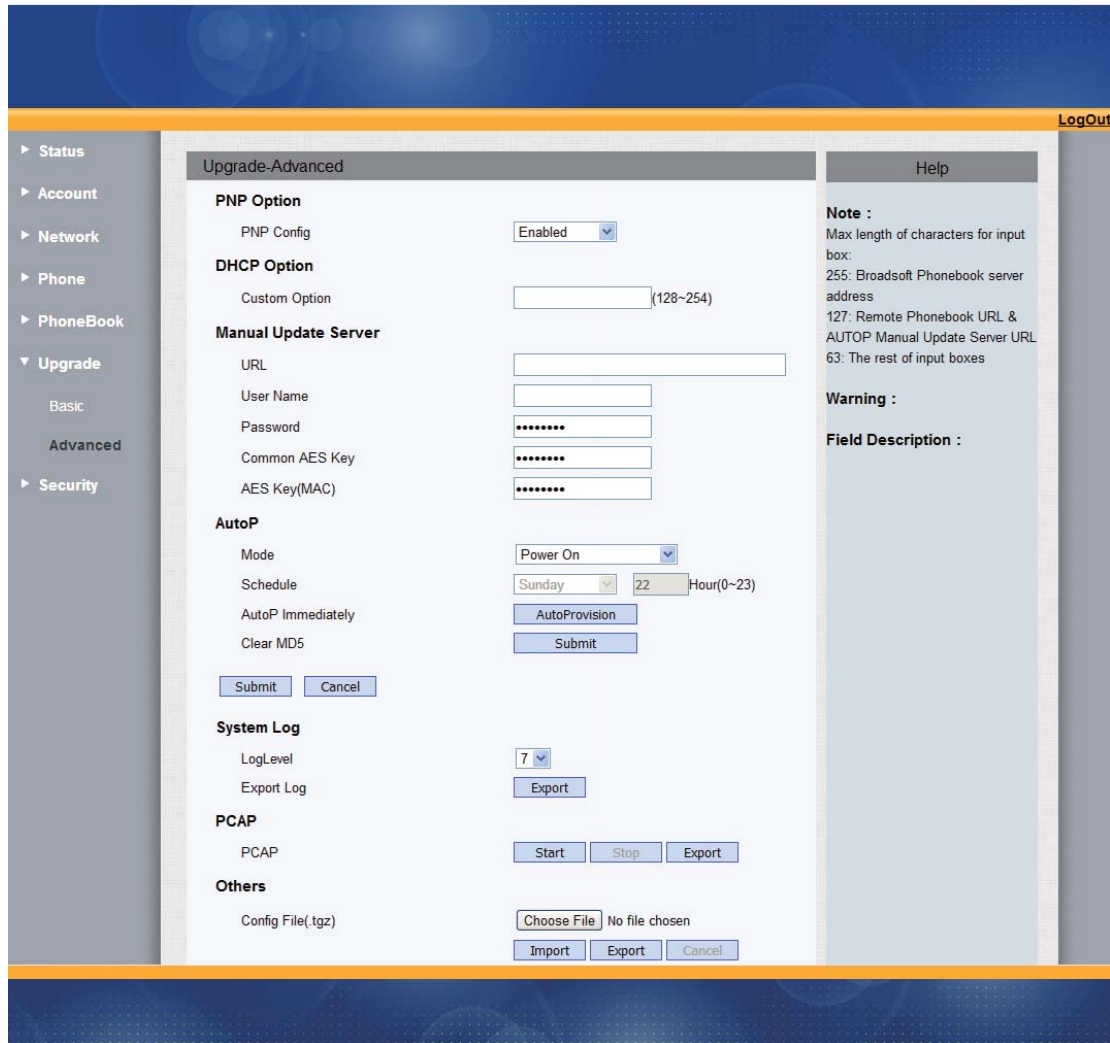 LogOut
Status
Account
Network
Phone
PhoneBook
Upgrade
Basic
Advanced
Security
Upgrade-Advanced
PNP Option
PNP Config Enabled
DHCP Option
Custom Option (128~254)
Manual Update Server
URL
User Name
Password ••••••••
Common AES Key ••••••••
AES Key(MAC) ••••••••
AutoP
Mode Power On
Schedule Sunday 22 Hour(0~23)
AutoP Immediately AutoProvision
Clear MD5 Submit
Submit Cancel
System Log
LogLevel 7
Export Log Export
PCAP
PCAP Start Stop Export
Others
Config File(.tgz) Choose File No file chosen
Import Export Cancel
Help
Note :
Max length of characters for input
box:
255: Broadsoft Phonebook server
address
127: Remote Phonebook URL &
AUTOP Manual Update Server URL
63: The rest of input boxes
Warning :
Field Description :